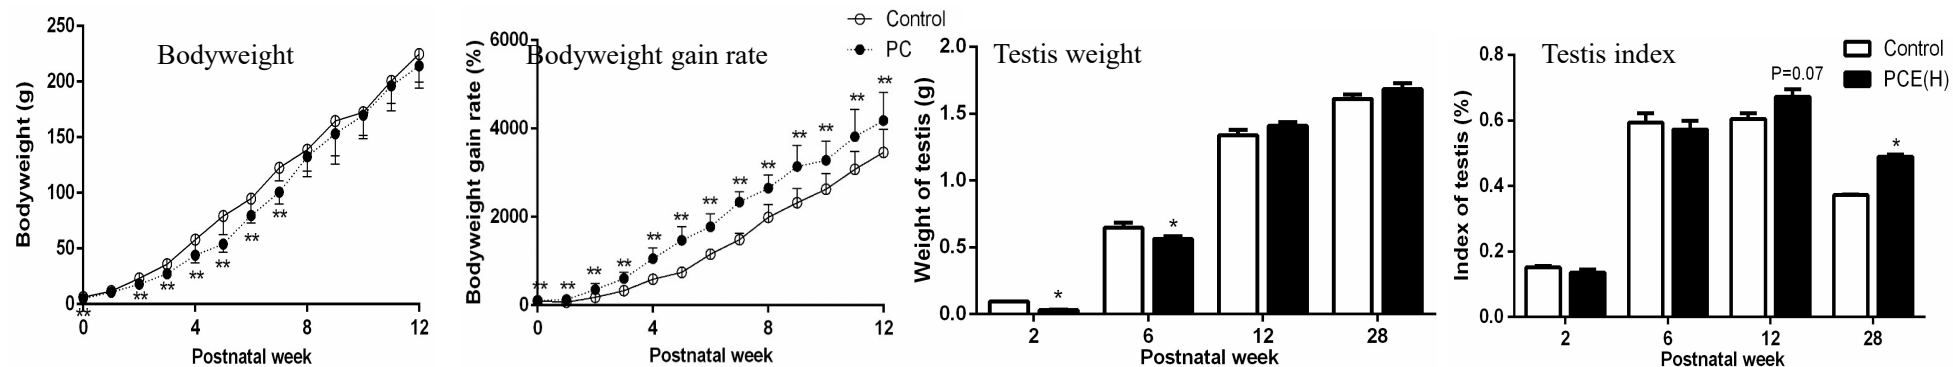 Bodyweight
Bodyweight (g)
250
200
150
100
50
0
** ** ** ** ** ** **
0 4 8 12
Postnatal week
Control
PC
Bodyweight gain rate
Bodyweight gain rate (%)
6000
4000
2000
0
** ** ** ** ** ** ** ** ** ** ** ** **
0 4 8 12
Postnatal week
Testis weight
Weight of testis (g)
2.0
1.5
1.0
0.5
0.0
* *
2 6 12 28
Postnatal week
Testis index
Control
PCE(H)
Index of testis (%)
0.8
0.6
0.4
0.2
0.0
P=0.07
*
2 6 12 28
Postnatal week